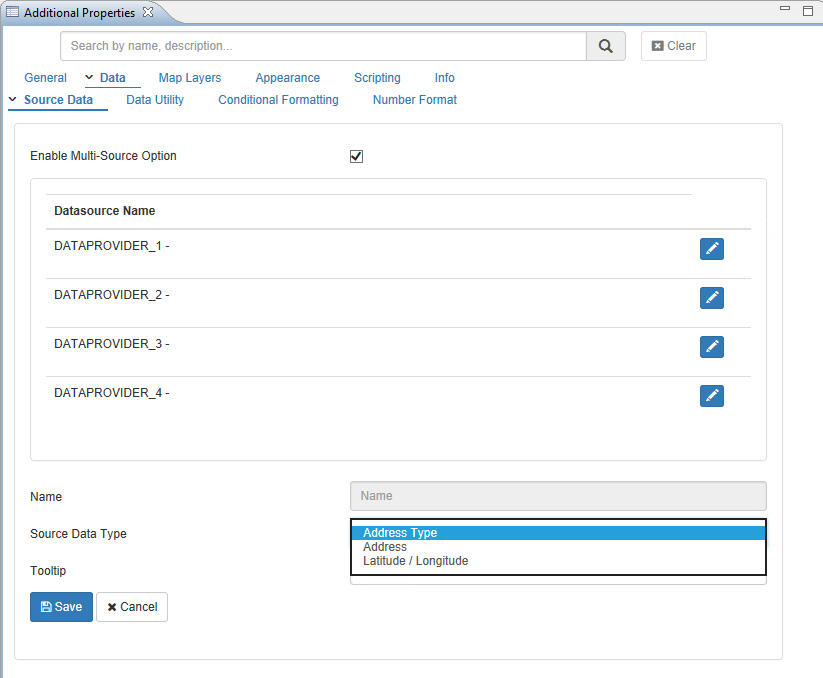 Additional Properties
Search by name, description...
Clear
General Data Map Layers Appearance Scripting Info
Source Data Data Utility Conditional Formatting Number Format
Enable Multi-Source Option
Datasource Name
DATAPROVIDER_1 -
DATAPROVIDER_2 -
DATAPROVIDER_3 -
DATAPROVIDER_4 -
Name Name
Source Data Type Address Type
Address
Latitude / Longitude
Tooltip
Save Cancel